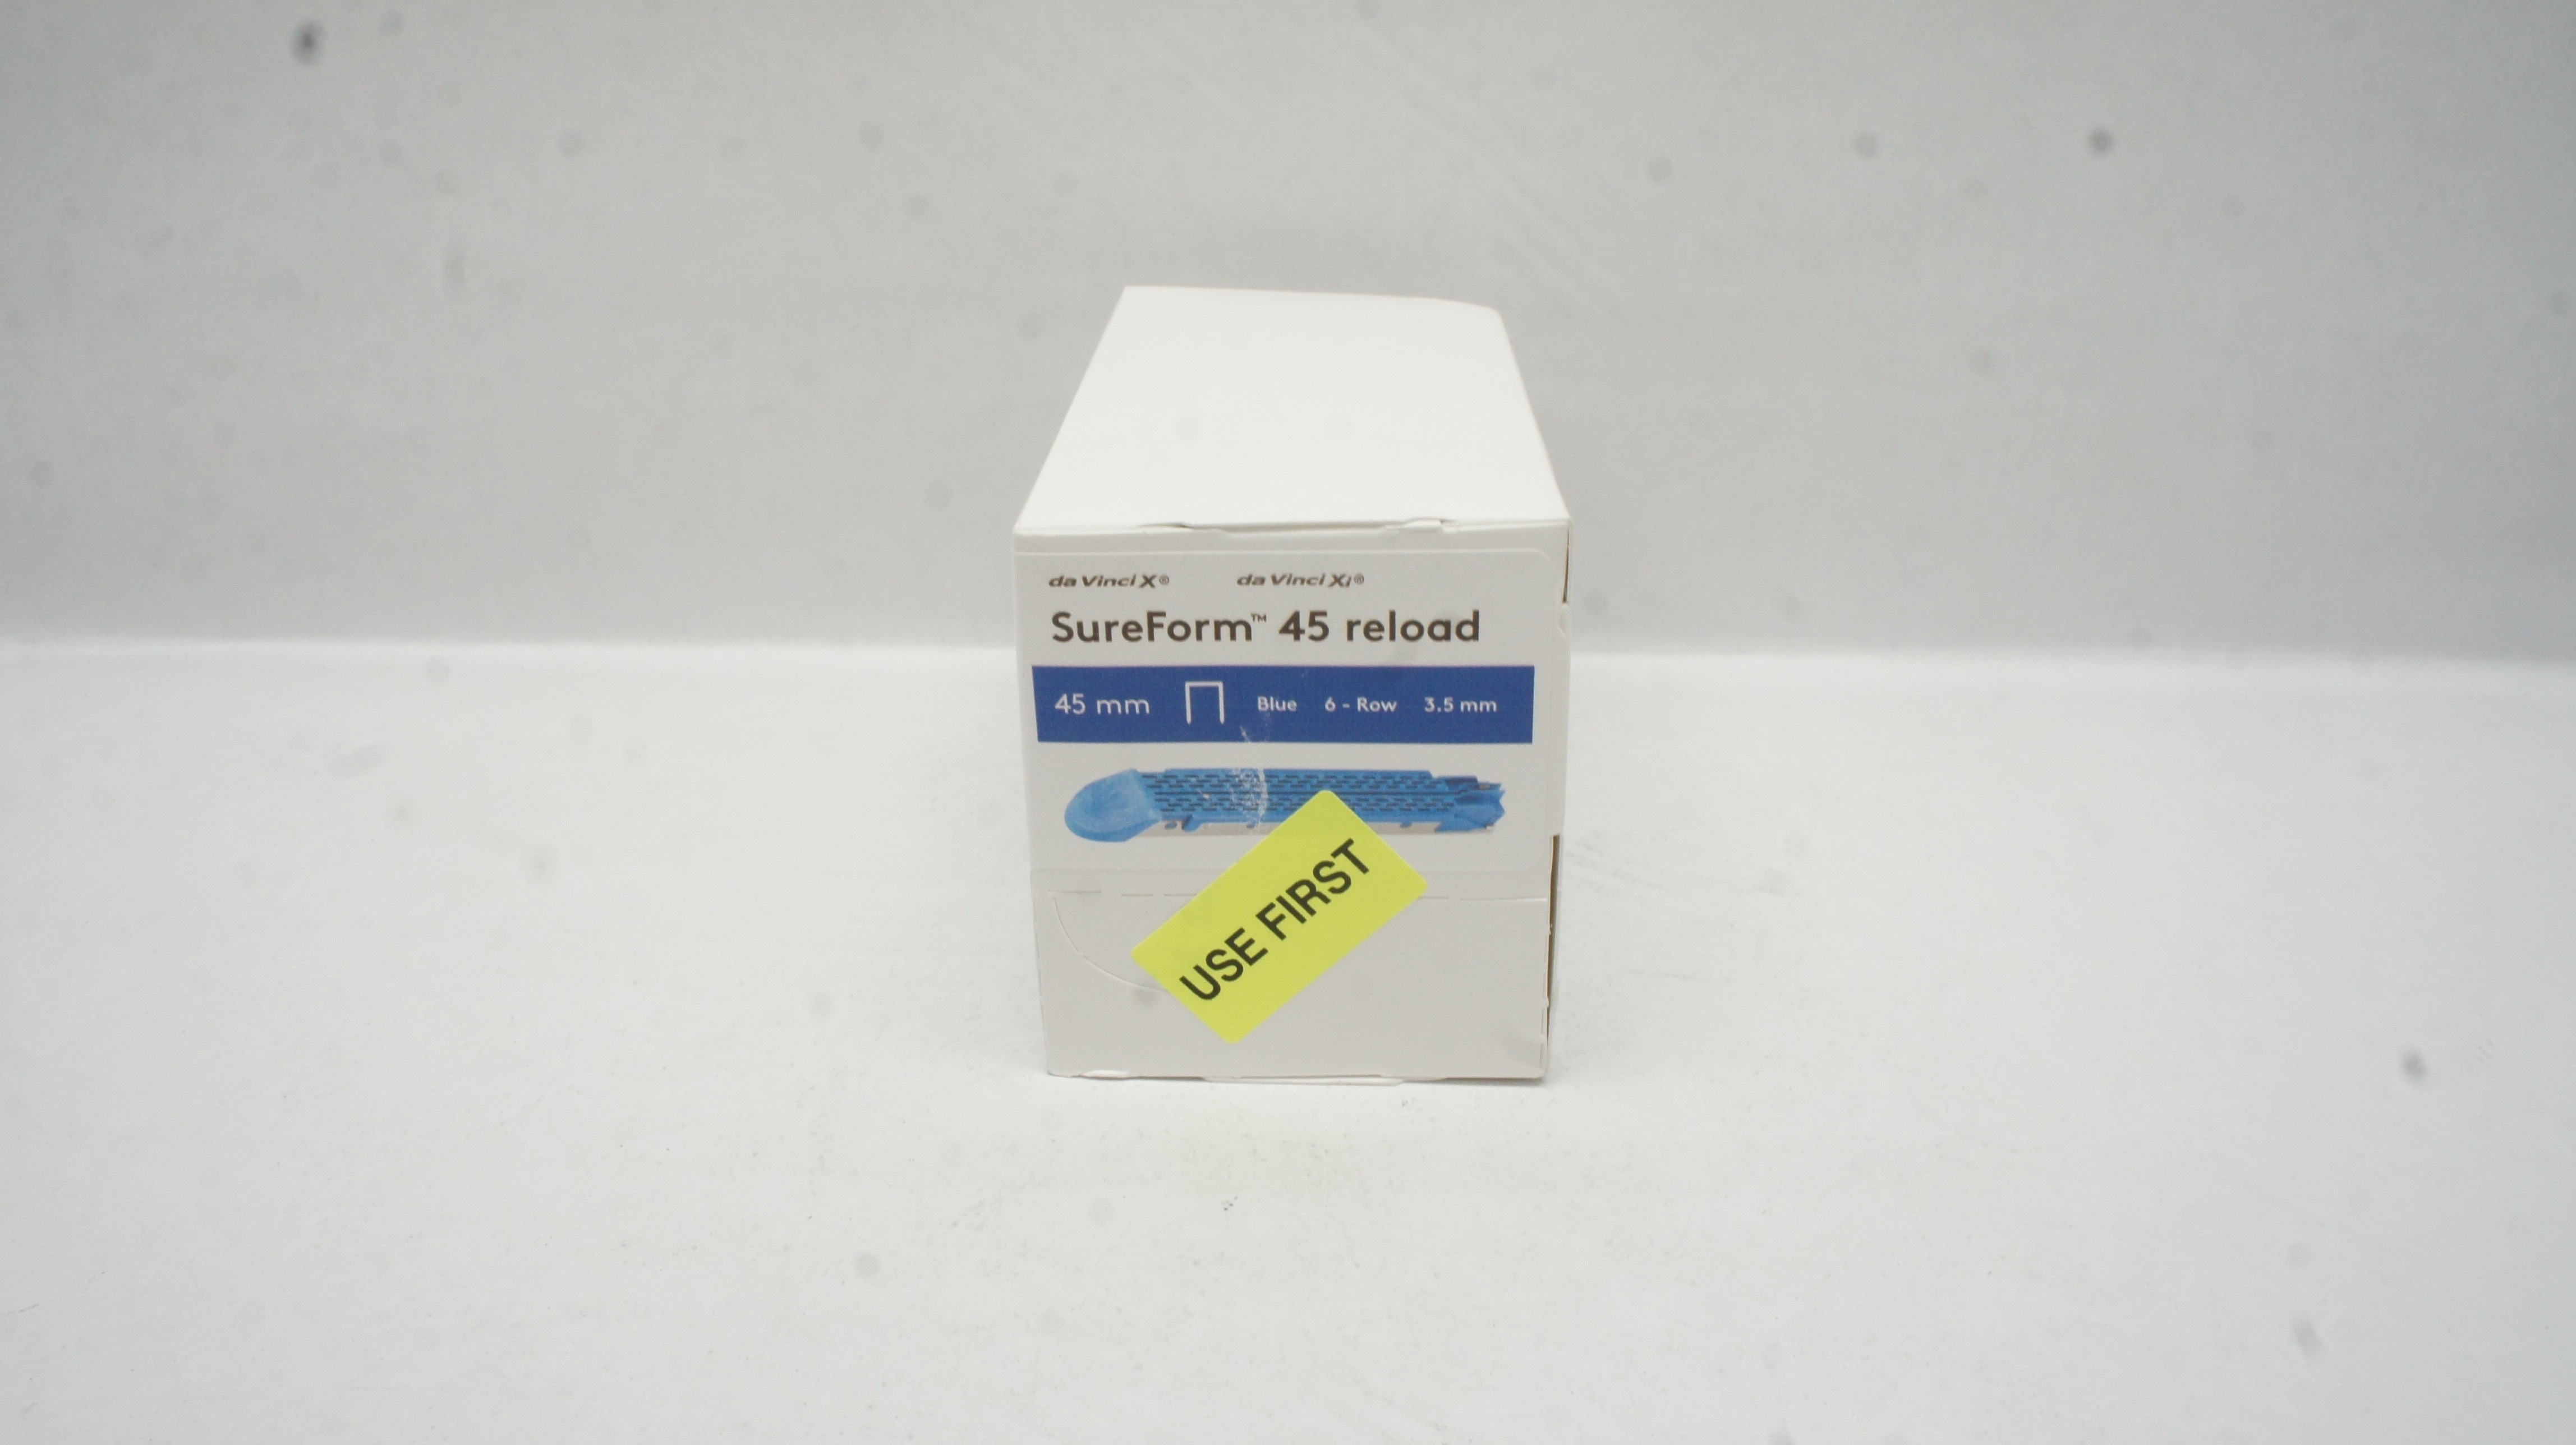 da Vinci X® da Vinci Xi®
SureForm™ 45 reload
45 mm Blue 6 - Row 3.5 mm
USE FIRST